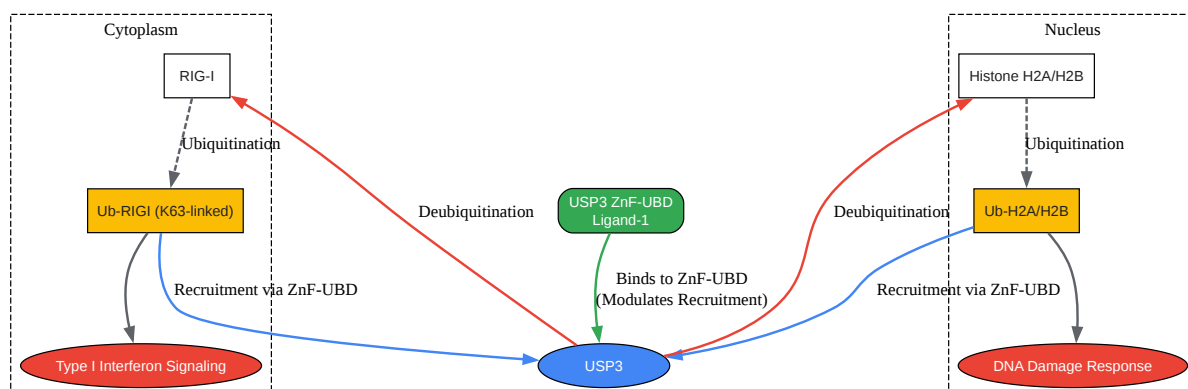 Cytoplasm
Nucleus
RIG-I
Histone H2A/H2B
Ubiquitination
Ubiquitination
Ub-RIGI (K63-linked)
Deubiquitination
USP3 ZnF-UBD
Ligand-1
Deubiquitination
Ub-H2A/H2B
Recruitment via ZnF-UBD
Binds to ZnF-UBD
(Modulates Recruitment)
Recruitment via ZnF-UBD
Type I Interferon Signaling
USP3
DNA Damage Response